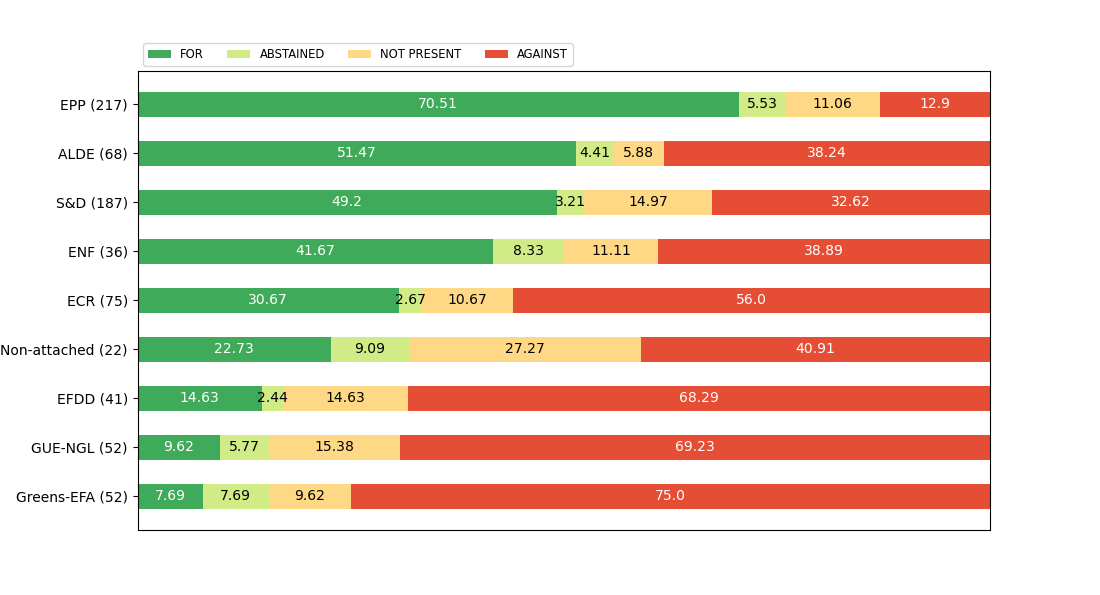 FOR ABSTAINED NOT PRESENT AGAINST
EPP (217) 70.51 5.53 11.06 12.9
ALDE (68) 51.47 4.41 5.88 38.24
S&D (187) 49.2 3.21 14.97 32.62
ENF (36) 41.67 8.33 11.11 38.89
ECR (75) 30.67 2.67 10.67 56.0
Non-attached (22) 22.73 9.09 27.27 40.91
EFDD (41) 14.63 2.44 14.63 68.29
GUE-NGL (52) 9.62 5.77 15.38 69.23
Greens-EFA (52) 7.69 7.69 9.62 75.0